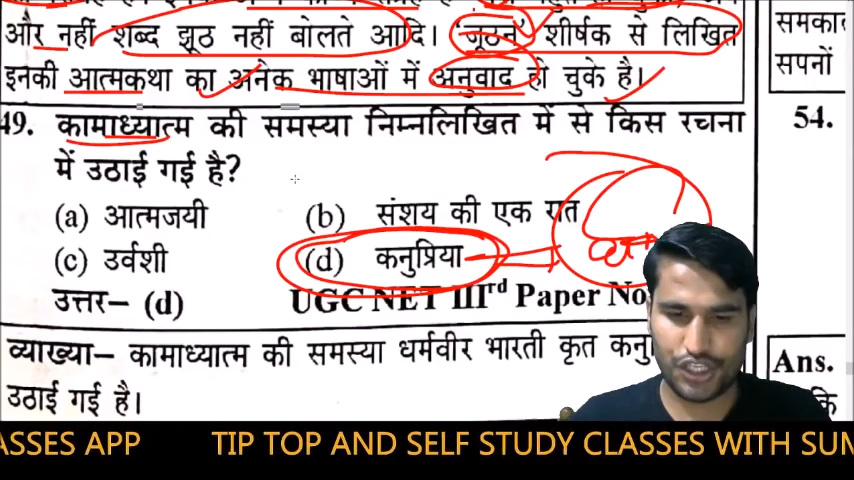 और नहीं शब्द झूठ नहीं बोलते आदि। 'जूठन' शीर्षक से लिखित
इनकी आत्मकथा का अनेक भाषाओं में अनुवाद हो चुके है।
49. कामाध्यात्म की समस्या निम्नलिखित में से किस रचना
में उठाई गई है?
(a) आत्मजयी (b) संशय की एक रात
(c) उर्वशी (d) कनुप्रिया
उत्तर– (d) UGC NET IIIrd Paper No
व्याख्या– कामाध्यात्म की समस्या धर्मवीर भारती कृत
उठाई गई है।
सपनों
54.
Ans.
कि
ASSES APP TIP TOP AND SELF STUDY CLASSES WITH SUM